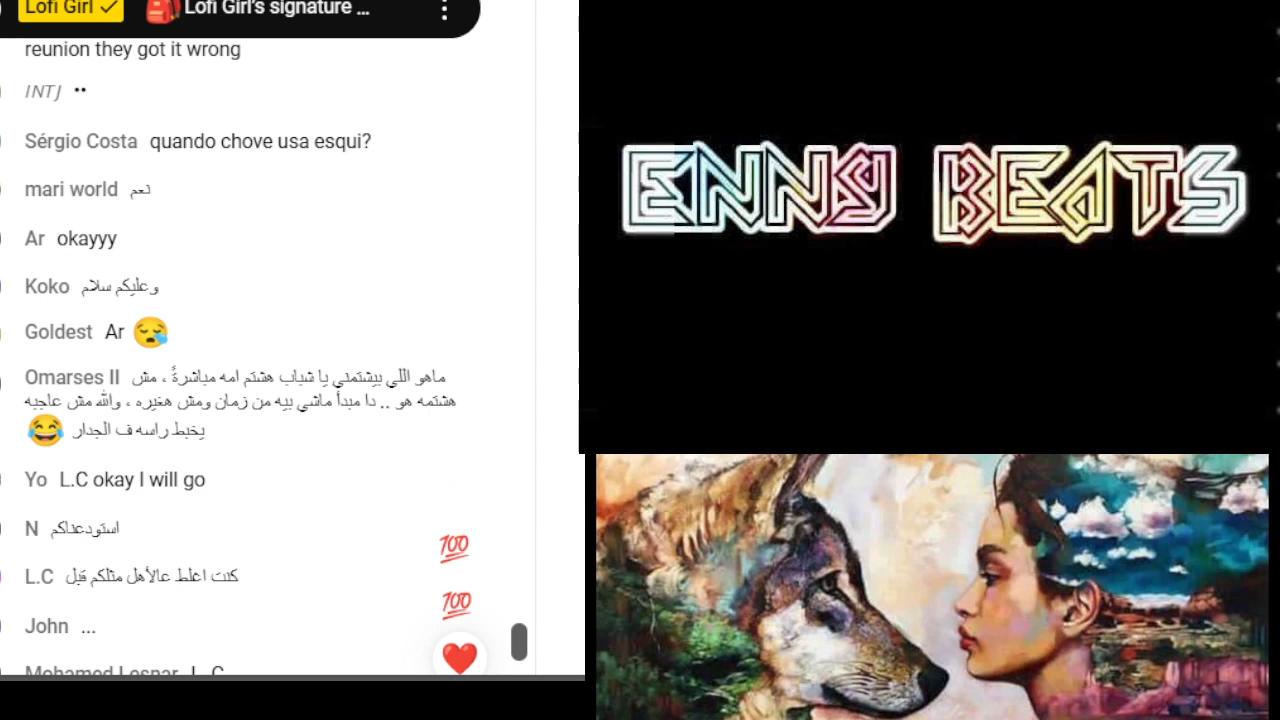 Lofi Girl Lofi Girl's signature ...
reunion they got it wrong
INTJ ••
Sérgio Costa quando chove usa esqui?
mari world نعم
Ar okayyy
Koko وعليكم سلام
Goldest Ar 😪
Omarses II ماهو اللي بيشتمني يا شباب هشتم امه مباشرةً ، مش
هشتمه هو .. دا مبدأ ماشي بيه من زمان ومش هغيره ، والله مش عاجبه
يخبط راسه ف الجدار 😂
Yo L.C okay I will go
N استودعناكم
L.C كنت اغلط عالأهل مثلكم قبل
John ...
Mohamed Lesnar L.C
💯
💯
ENNY BEATS